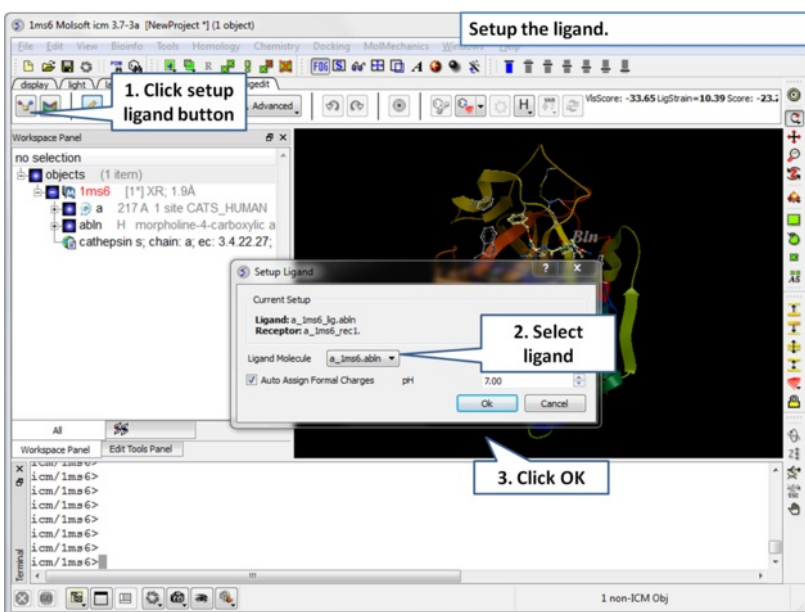 1ms6 Molsoft icm 3.7-3a [NewProject *] (1 object)
Setup the ligand.
File Edit View Bioinfo Tools Homology Chemistry Docking MolMechanics Windows
display light
1. Click setup
ligand button
Advanced
VlsScore: -33.65 LigStrain=10.39 Score: -23.2
Workspace Panel
no selection
objects (1 item)
1ms6 [1*] XR; 1.9Å
a 217 A 1 site CATS_HUMAN
abln H morpholine-4-carboxylic a
cathepsin s; chain: a; ec: 3.4.22.27;
Bln
Setup Ligand
Current Setup
Ligand: a_1ms6_lig.abln
Receptor: a_1ms6_rec1.
2. Select
ligand
Ligand Molecule a_1ms6.abln
Auto Assign Formal Charges pH 7.00
Ok Cancel
All
Workspace Panel Edit Tools Panel
3. Click OK
icm/1ms6>
icm/1ms6>
icm/1ms6>
icm/1ms6>
icm/1ms6>
icm/1ms6>
icm/1ms6>
icm/1ms6>
Terminal
1 non-ICM Obj